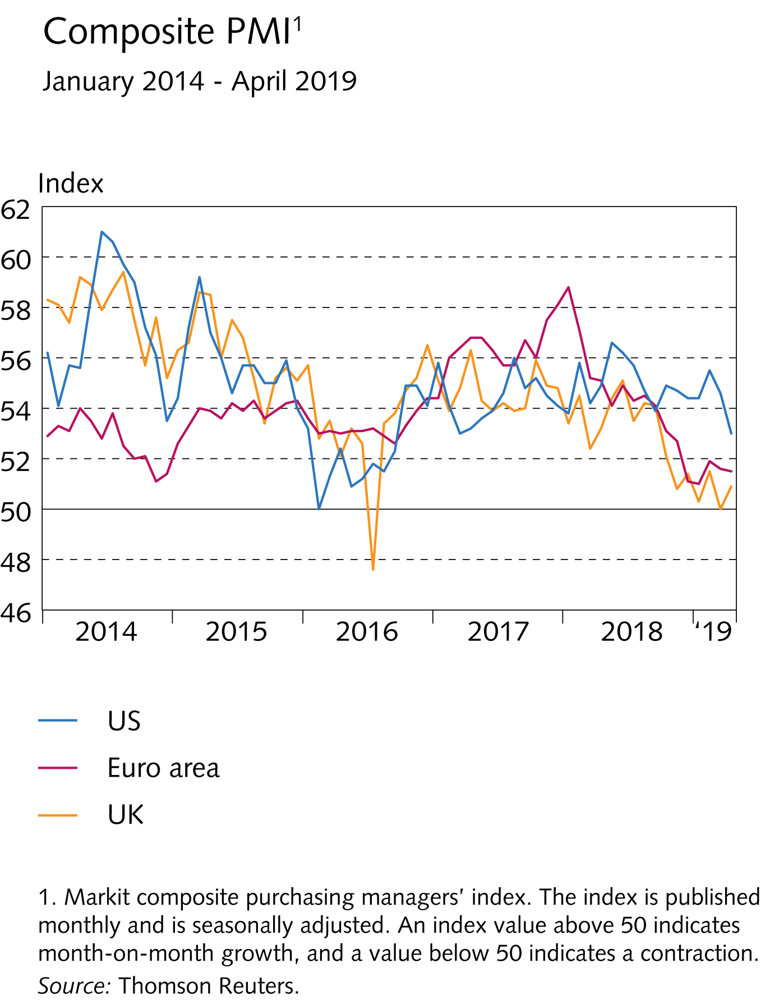 Composite PMI¹
January 2014 - April 2019
Index
62
60
58
56
54
52
50
48
46
2014 2015 2016 2017 2018 ‘19
US
Euro area
UK
1. Markit composite purchasing managers’ index. The index is published
monthly and is seasonally adjusted. An index value above 50 indicates
month-on-month growth, and a value below 50 indicates a contraction.
Source: Thomson Reuters.